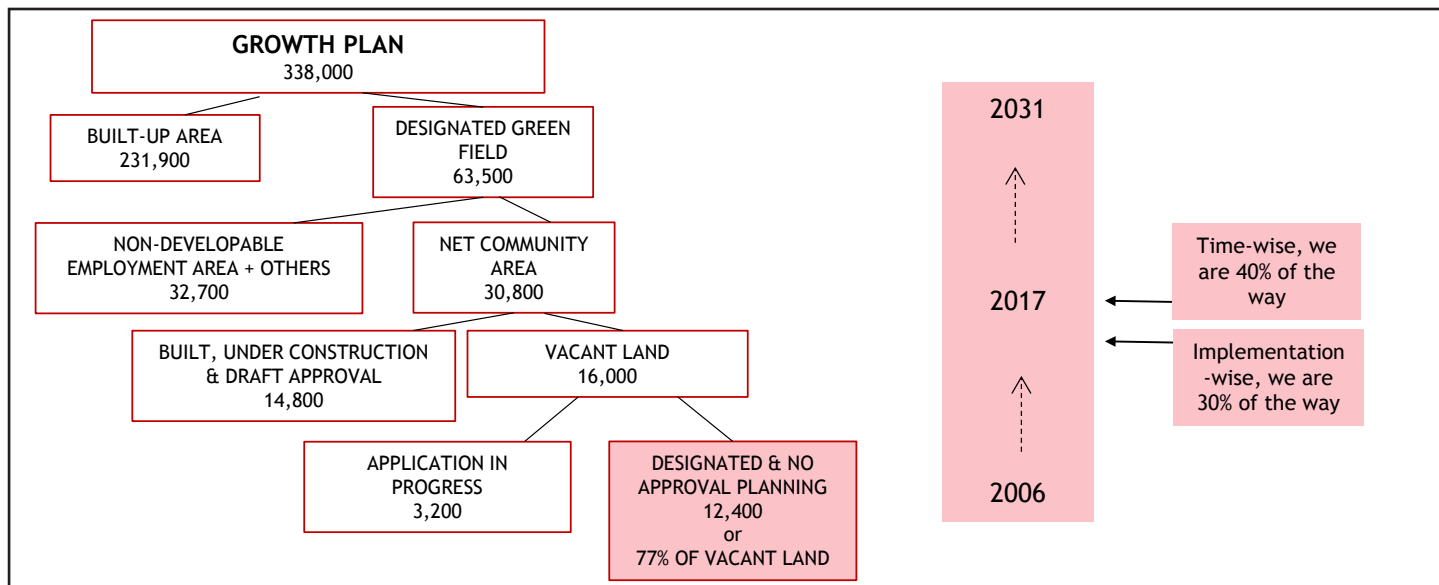 GROWTH PLAN
338,000
BUILT-UP AREA
231,900
DESIGNATED GREEN
FIELD
63,500
NON-DEVELOPABLE
EMPLOYMENT AREA + OTHERS
32,700
NET COMMUNITY
AREA
30,800
BUILT, UNDER CONSTRUCTION
& DRAFT APPROVAL
14,800
VACANT LAND
16,000
APPLICATION IN
PROGRESS
3,200
DESIGNATED & NO
APPROVAL PLANNING
12,400
or
77% OF VACANT LAND
2031
2017
2006
Time-wise, we
are 40% of the
way
Implementation
-wise, we are
30% of the way